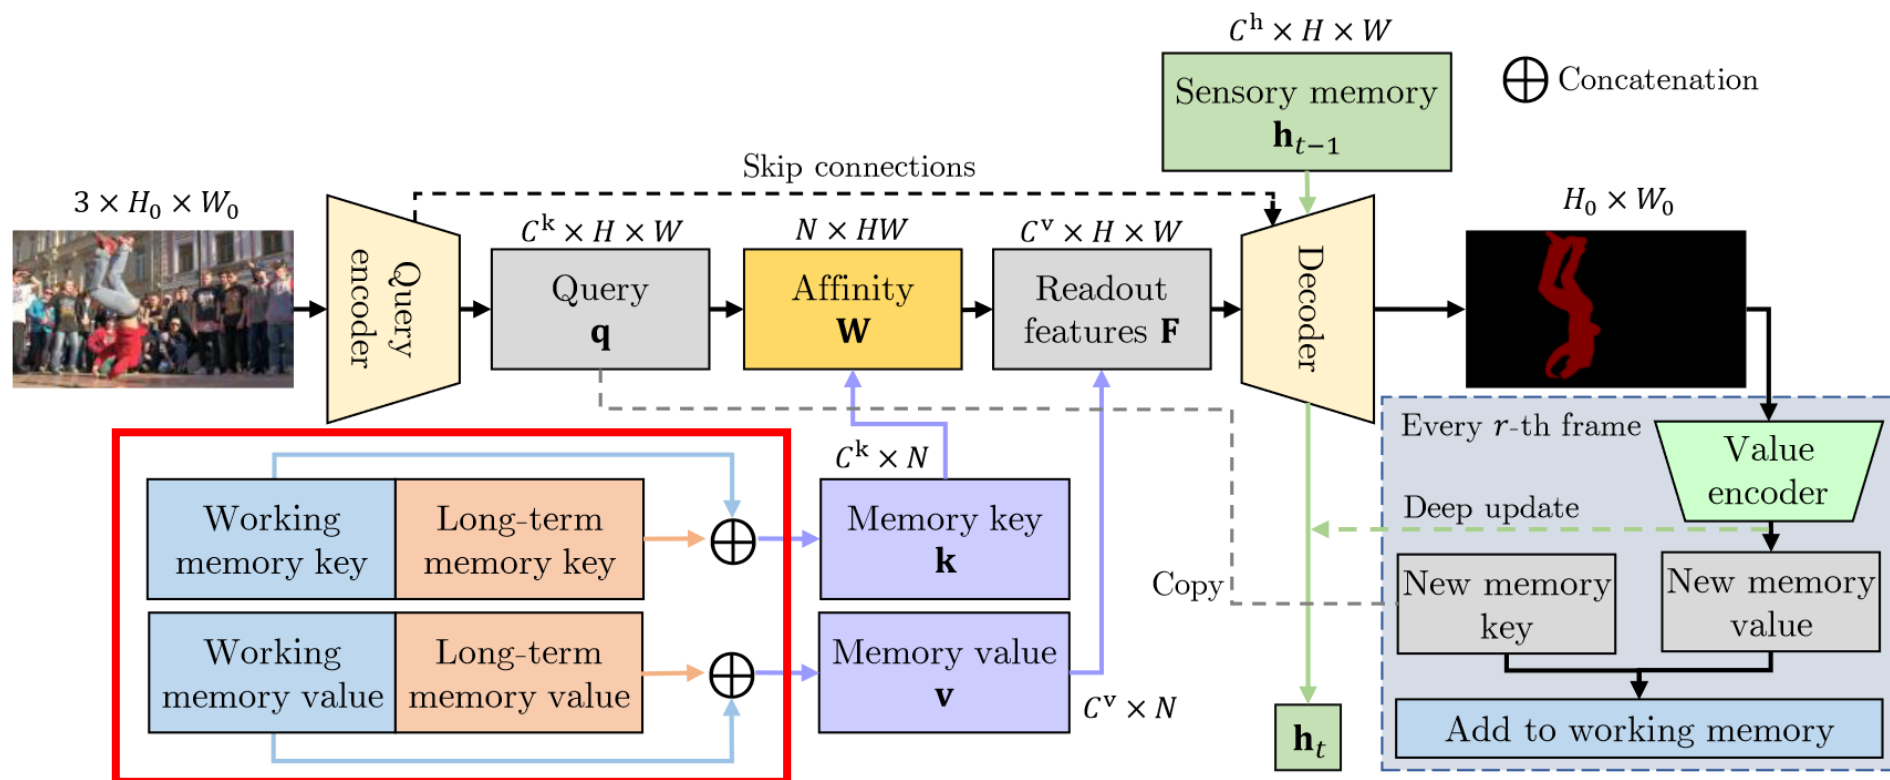 C^h × H × W
Sensory memory
h_{t−1}
⊕ Concatenation
Skip connections
3 × H_0 × W_0
Query
encoder
C^k × H × W
Query
q
N × HW
Affinity
W
C^v × H × W
Readout
features F
Decoder
H_0 × W_0
Every r-th frame
Value
encoder
Deep update
C^k × N
Working
memory key
Long-term
memory key
Memory key
k
Copy
New memory
key
New memory
value
Working
memory value
Long-term
memory value
Memory value
v
C^v × N
h_t
Add to working memory